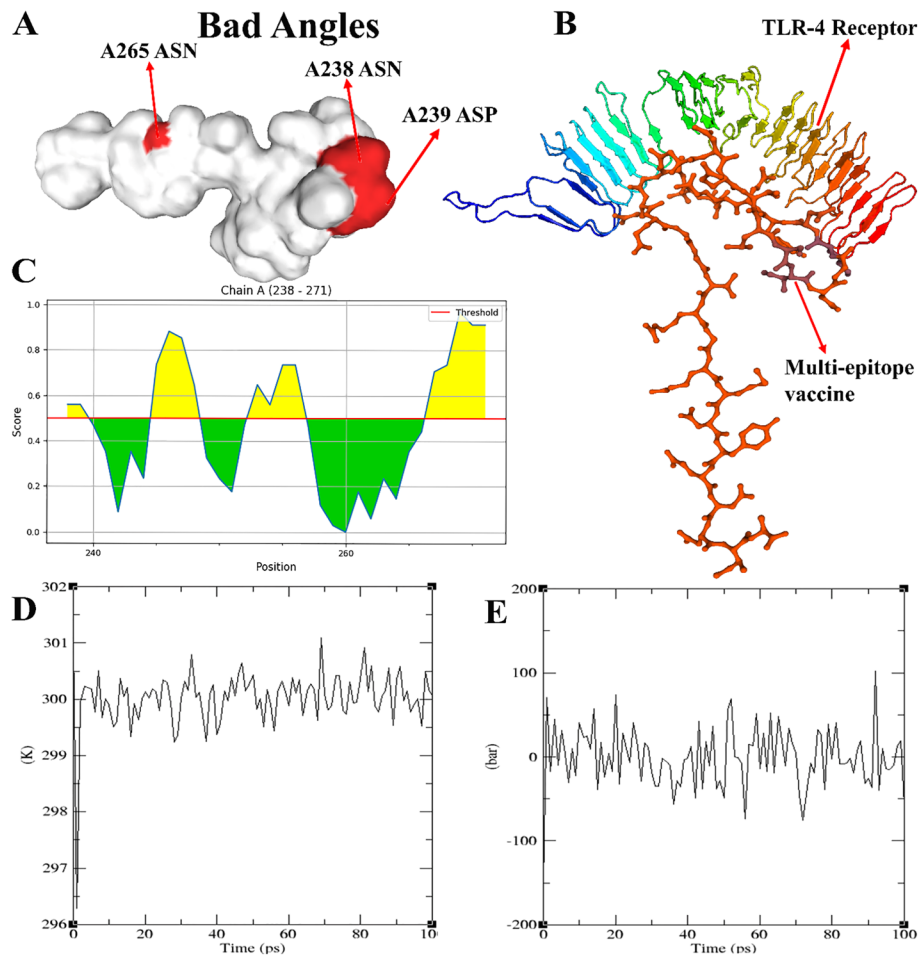 A
Bad Angles
A265 ASN
A238 ASN
A239 ASP
B
TLR-4 Receptor
Multi-epitope
vaccine
C
Chain A (238 - 271)
Threshold
1.0
0.8
0.6
0.4
0.2
0.0
Score
240
260
Position
D
302
301
300
299
298
297
296
(K)
0
20
40
60
80
100
Time (ps)
E
200
100
0
-100
-200
(bar)
0
20
40
60
80
100
Time (ps)